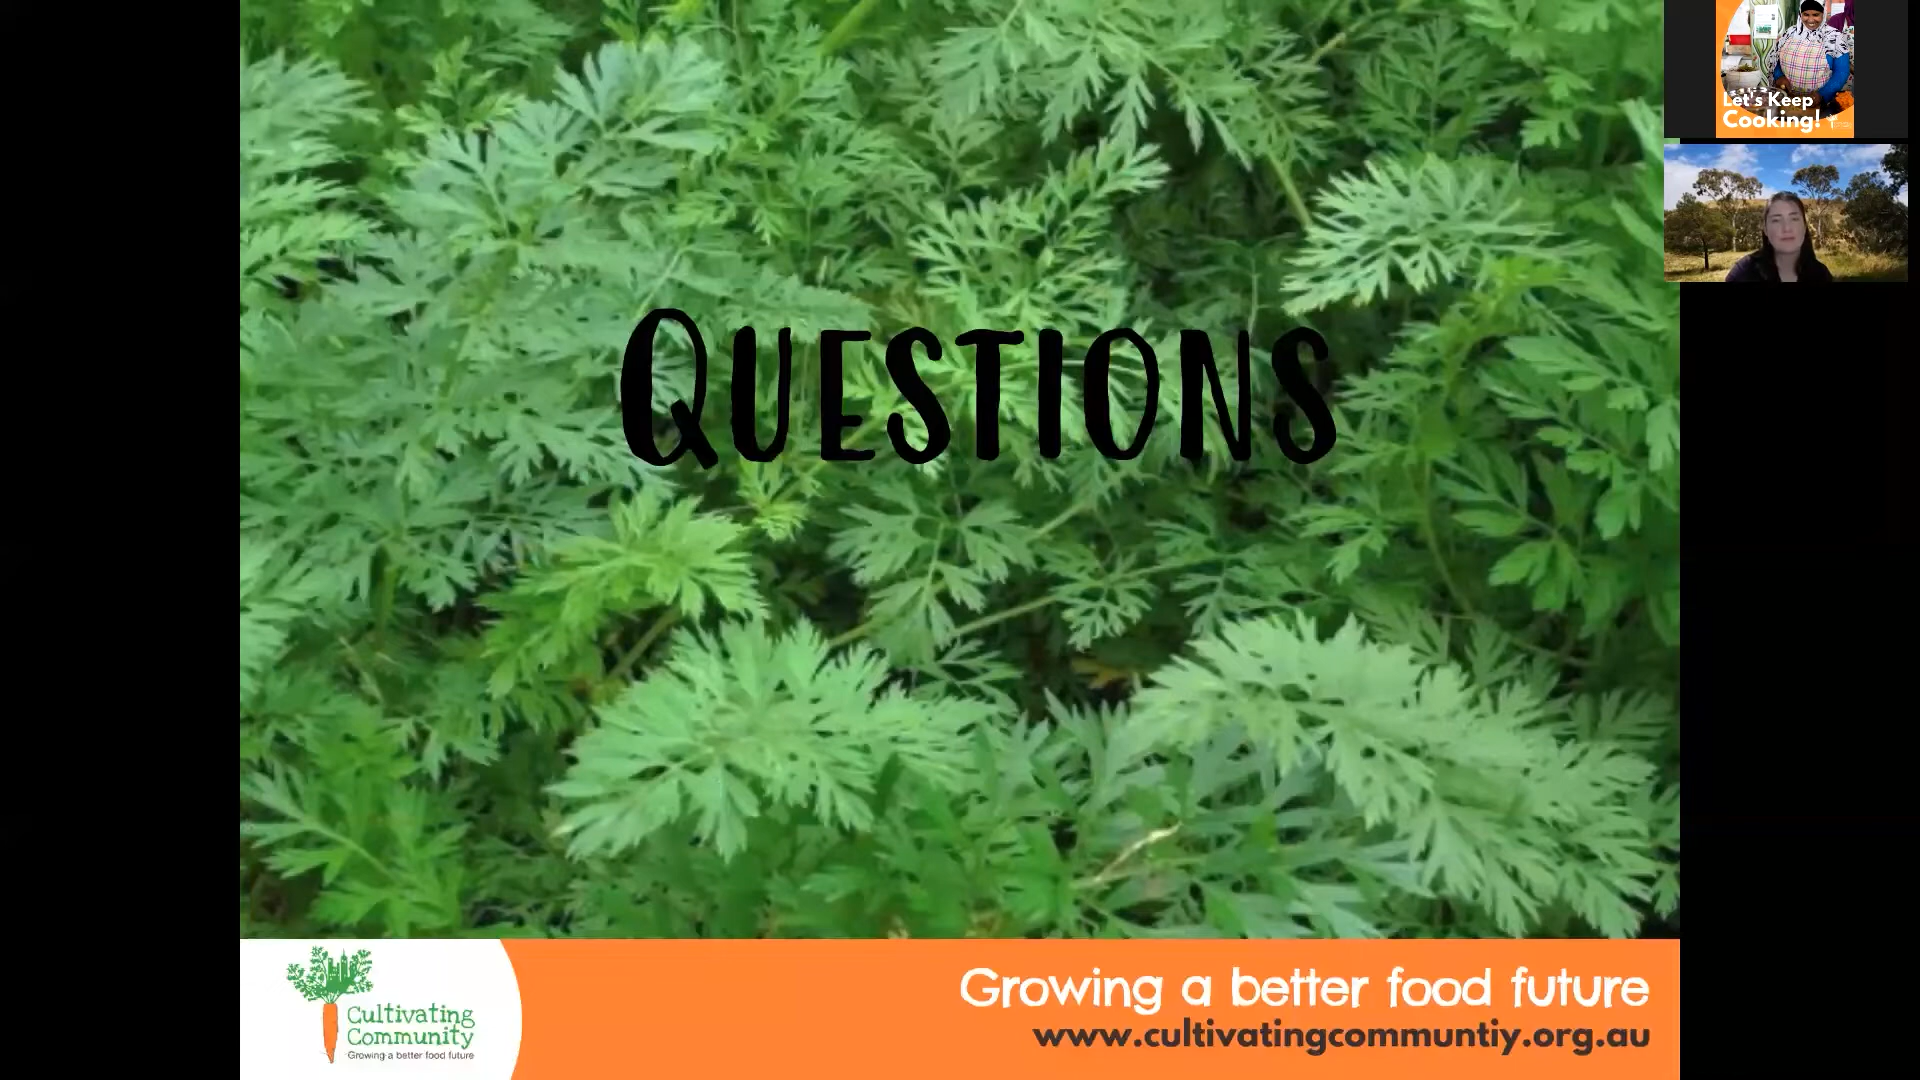 Let's Keep
Cooking!
QUESTIONS
Cultivating
Community
Growing a better food future
Growing a better food future
www.cultivatingcommuntiy.org.au